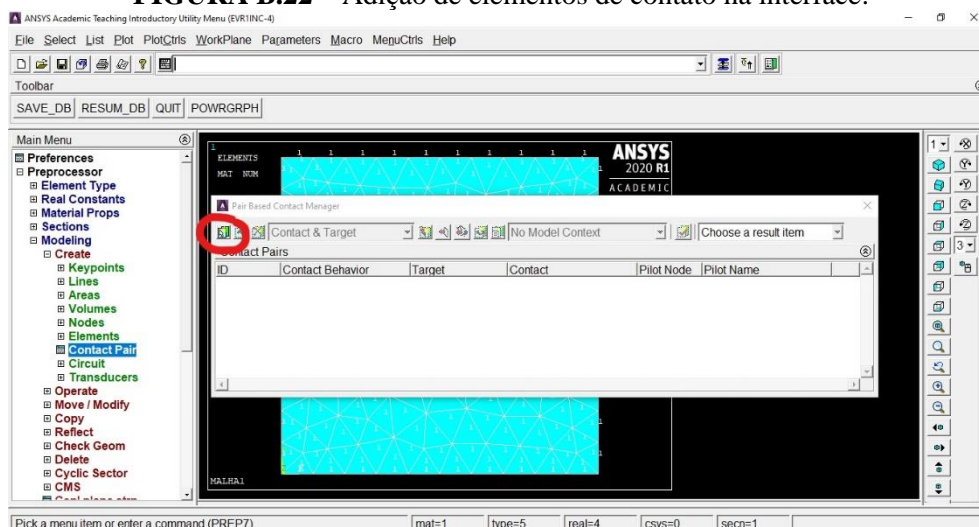 FIGURA B.22 – Adição de elementos de contato na interface.
ANSYS Academic Teaching Introductory Utility Menu (EVR1INC-4)
File Select List Plot PlotCtrls WorkPlane Parameters Macro MenuCtrls Help
Toolbar
SAVE_DB RESUM_DB QUIT POWRGRPH
Main Menu
Preferences
Preprocessor
Element Type
Real Constants
Material Props
Sections
Modeling
Create
Keypoints
Lines
Areas
Volumes
Nodes
Elements
Contact Pair
Circuit
Transducers
Operate
Move / Modify
Copy
Reflect
Check Geom
Delete
Cyclic Sector
CMS
1
ELEMENTS
MAT NUM
ANSYS
2020 R1
ACADEMIC
Pair Based Contact Manager
Contact & Target
No Model Context
Choose a result item
Contact Pairs
ID Contact Behavior Target Contact Pilot Node Pilot Name
MALHA1
1
3
Pick a menu item or enter a command (PREP7)
mat=1 type=5 real=4 csys=0 secn=1